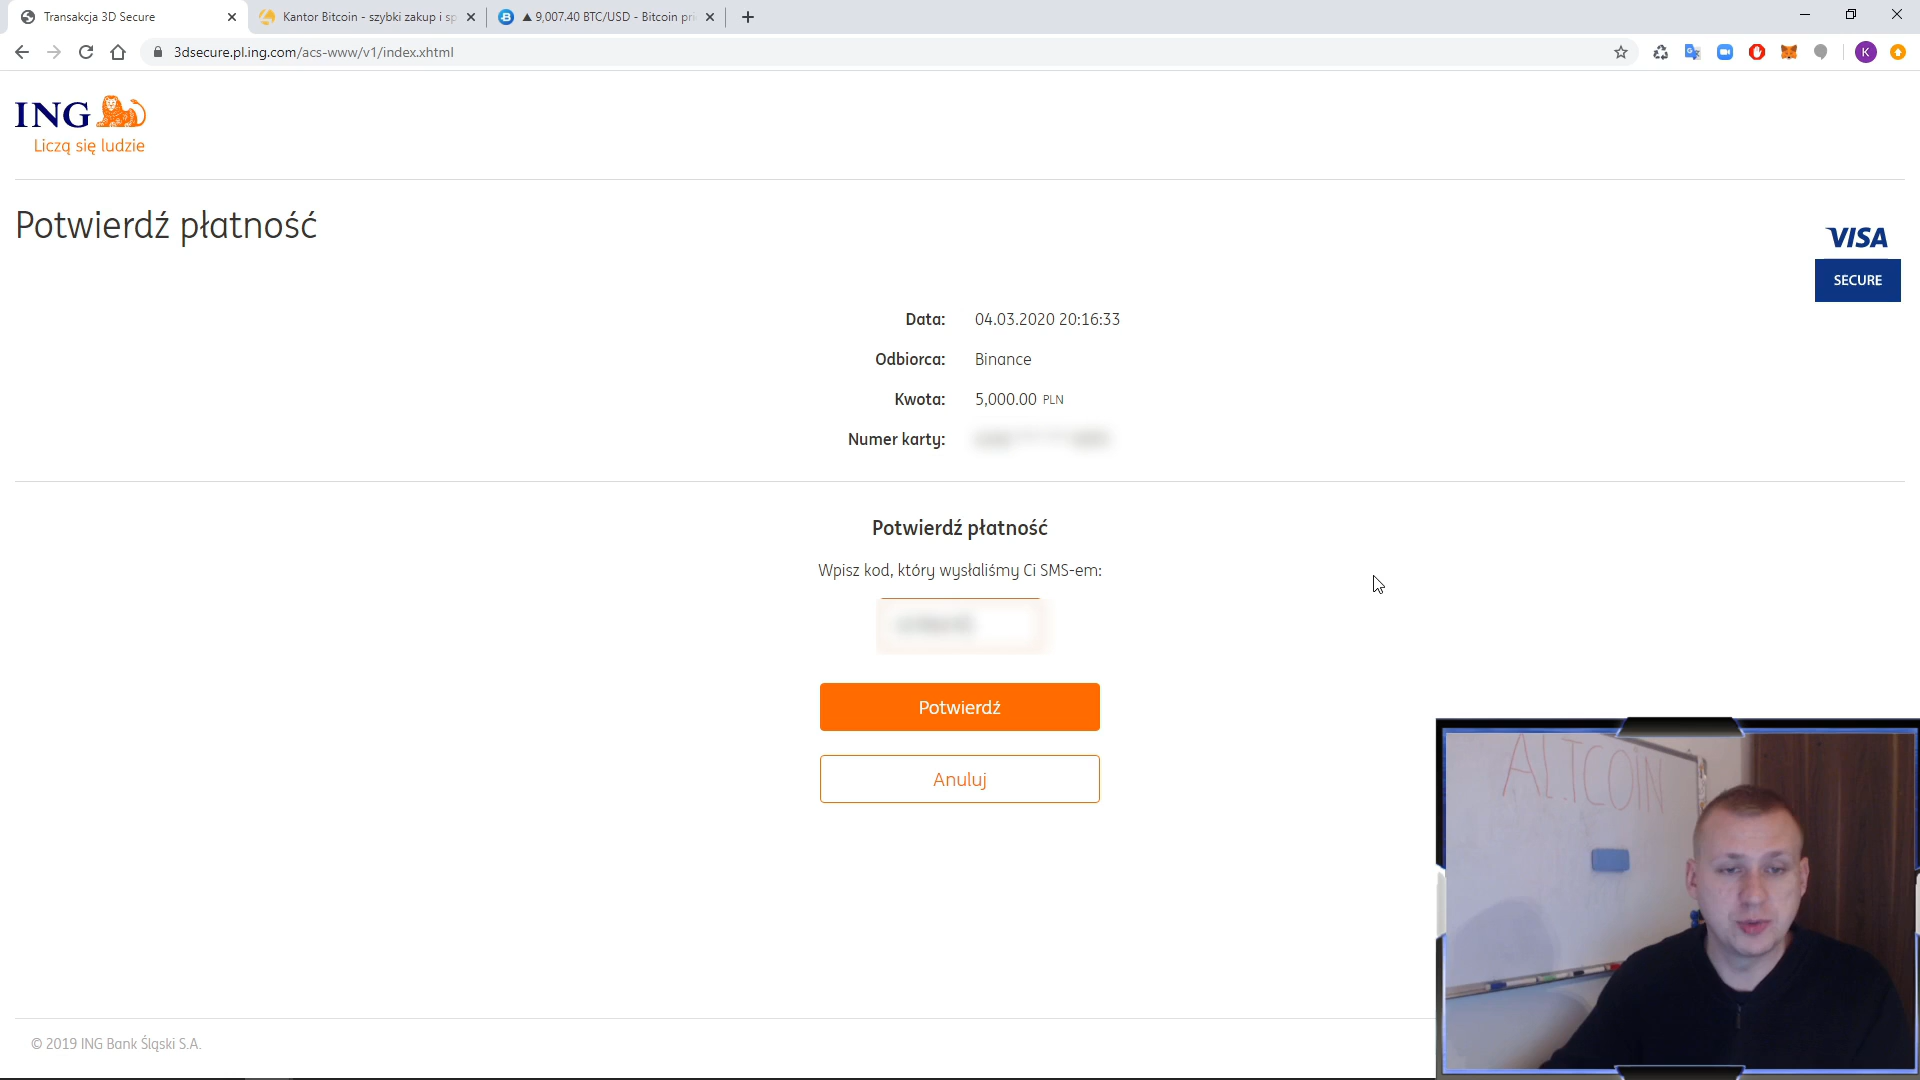 Transakcja 3D Secure
Kantor Bitcoin - szybki zakup i sp
9,007.40 BTC/USD - Bitcoin pri
3dsecure.pl.ing.com/acs-www/v1/index.xhtml
K
ING
Liczą się ludzie
Potwierdź płatność
VISA
SECURE
Data: 04.03.2020 20:16:33
Odbiorca: Binance
Kwota: 5,000.00 PLN
Numer karty:
Potwierdź płatność
Wpisz kod, który wysłaliśmy Ci SMS-em:
Potwierdź
Anuluj
ALTCOIN
© 2019 ING Bank Śląski S.A.